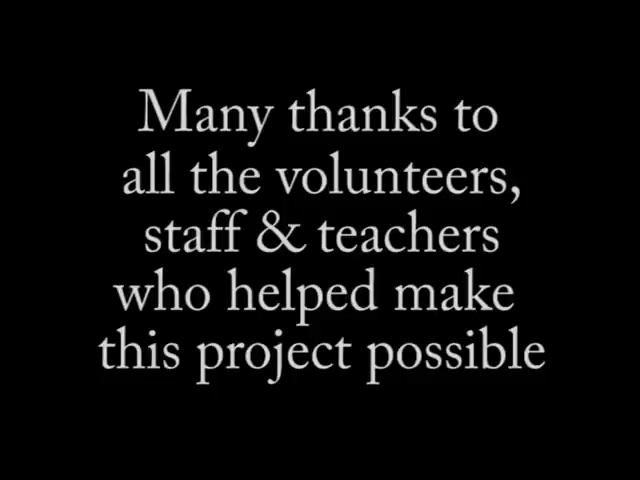 Many thanks to
all the volunteers,
staff & teachers
who helped make
this project possible